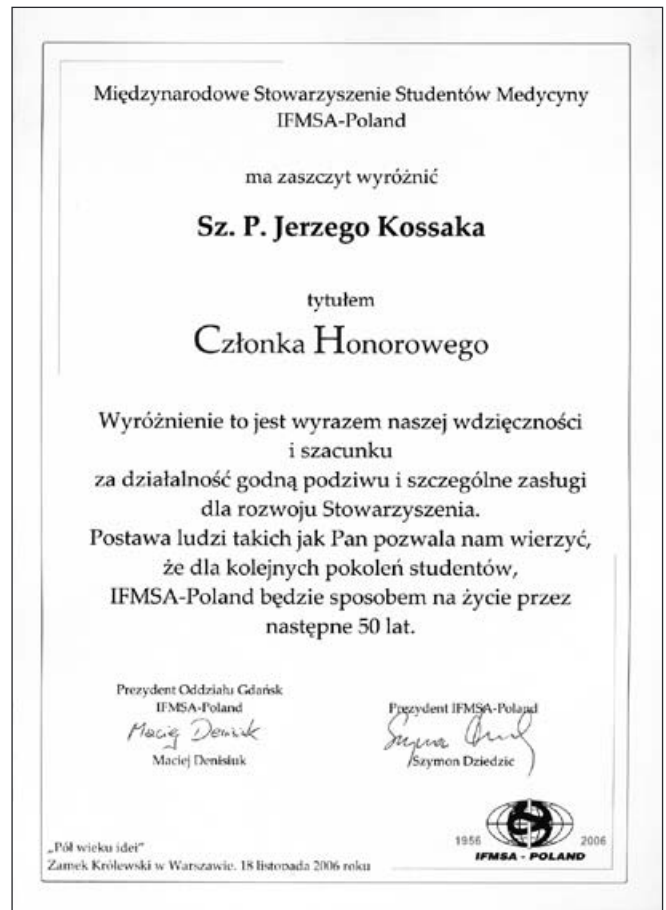 Międzynarodowe Stowarzyszenie Studentów Medycyny
IFMSA-Poland
ma zaszczyt wyróżnić
Sz. P. Jerzego Kossaka
tytułem
Członka Honorowego
Wyróżnienie to jest wyrazem naszej wdzięczności
i szacunku
za działalność godną podziwu i szczególne zasługi
dla rozwoju Stowarzyszenia.
Postawa ludzi takich jak Pan pozwala nam wierzyć,
że dla kolejnych pokoleń studentów,
IFMSA-Poland będzie sposobem na życie przez
następne 50 lat.
Prezydent Oddziału Gdańsk
IFMSA-Poland
Maciej Denisiuk
Maciej Denisiuk
Prezydent IFMSA-Poland
Szymon
Szymon Dziedzic
1956 2006
IFMSA - POLAND
„Pół wieku idei”
Zamek Królewski w Warszawie. 18 listopada 2006 roku